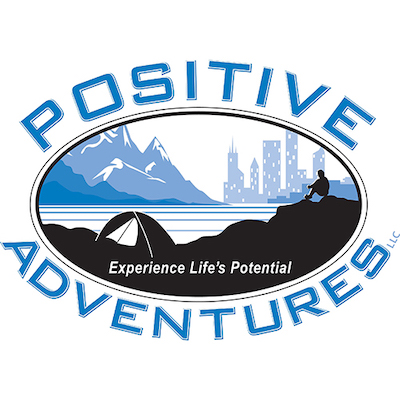 POSITIVE
Experience Life's Potential
ADVENTURES LLC